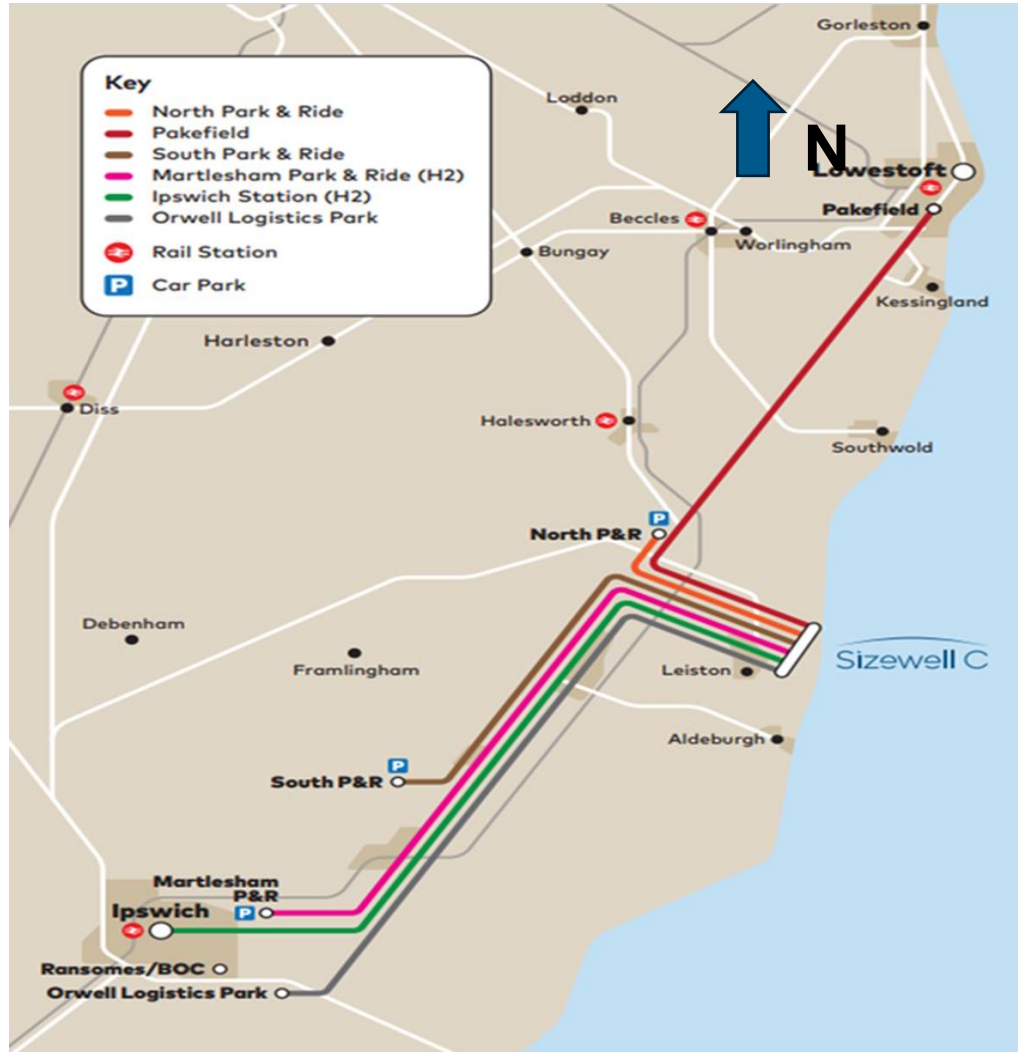 Gorleston
Key
North Park & Ride
Pakefield
South Park & Ride
Martlesham Park & Ride (H2)
Ipswich Station (H2)
Orwell Logistics Park
Rail Station
P Car Park
Loddon
N
Lowestoft
Pakefield
Beccles
Worlingham
Bungay
Kessingland
Harleston
Diss
Halesworth
Southwold
P
North P&R
Debenham
Framlingham
Leiston
Sizewell C
Aldeburgh
P
South P&R
Martlesham
P&R
P
Ipswich
Ransomes/BOC
Orwell Logistics Park